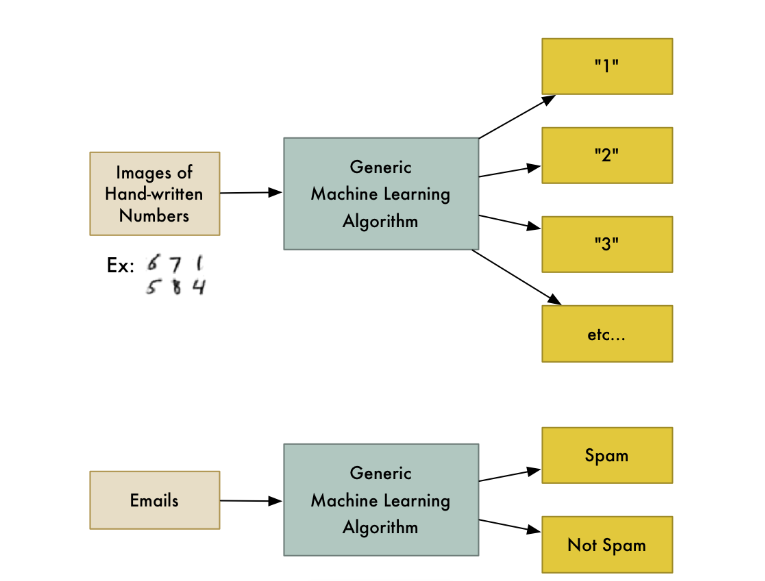 "1"
Images of
Hand-written
Numbers
Generic
Machine Learning
Algorithm
"2"
"3"
Ex: 6 7 1
5 8 4
etc...
Emails
Generic
Machine Learning
Algorithm
Spam
Not Spam